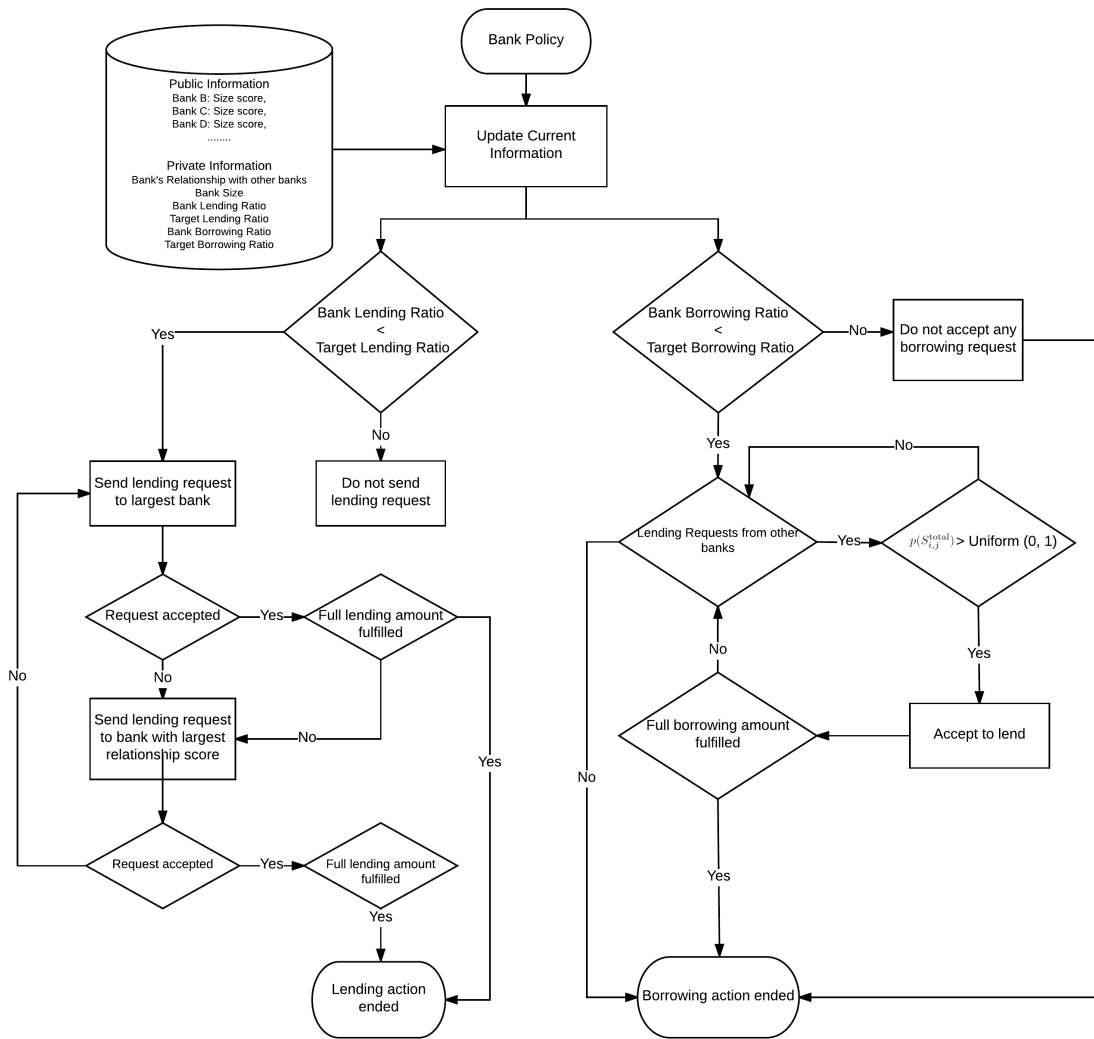 Bank Policy
Public Information
Bank B: Size score,
Bank C: Size score,
Bank D: Size score,
........
Private Information
Bank's Relationship with other banks
Bank Size
Bank Lending Ratio
Target Lending Ratio
Bank Borrowing Ratio
Target Borrowing Ratio
Update Current
Information
Bank Lending Ratio
<
Target Lending Ratio
Yes
No
Bank Borrowing Ratio
<
Target Borrowing Ratio
No
Yes
Do not accept any
borrowing request
Send lending request
to largest bank
Do not send
lending request
No
Lending Requests from other
banks
Yes
p(S_{i,j}^{total}) > Uniform (0, 1)
Request accepted
Yes
Full lending amount
fulfilled
No
No
No
Yes
Send lending request
to bank with largest
relationship score
No
Yes
Full borrowing amount
fulfilled
Accept to lend
No
Request accepted
Yes
Full lending amount
fulfilled
Yes
Yes
Lending action
ended
Borrowing action ended